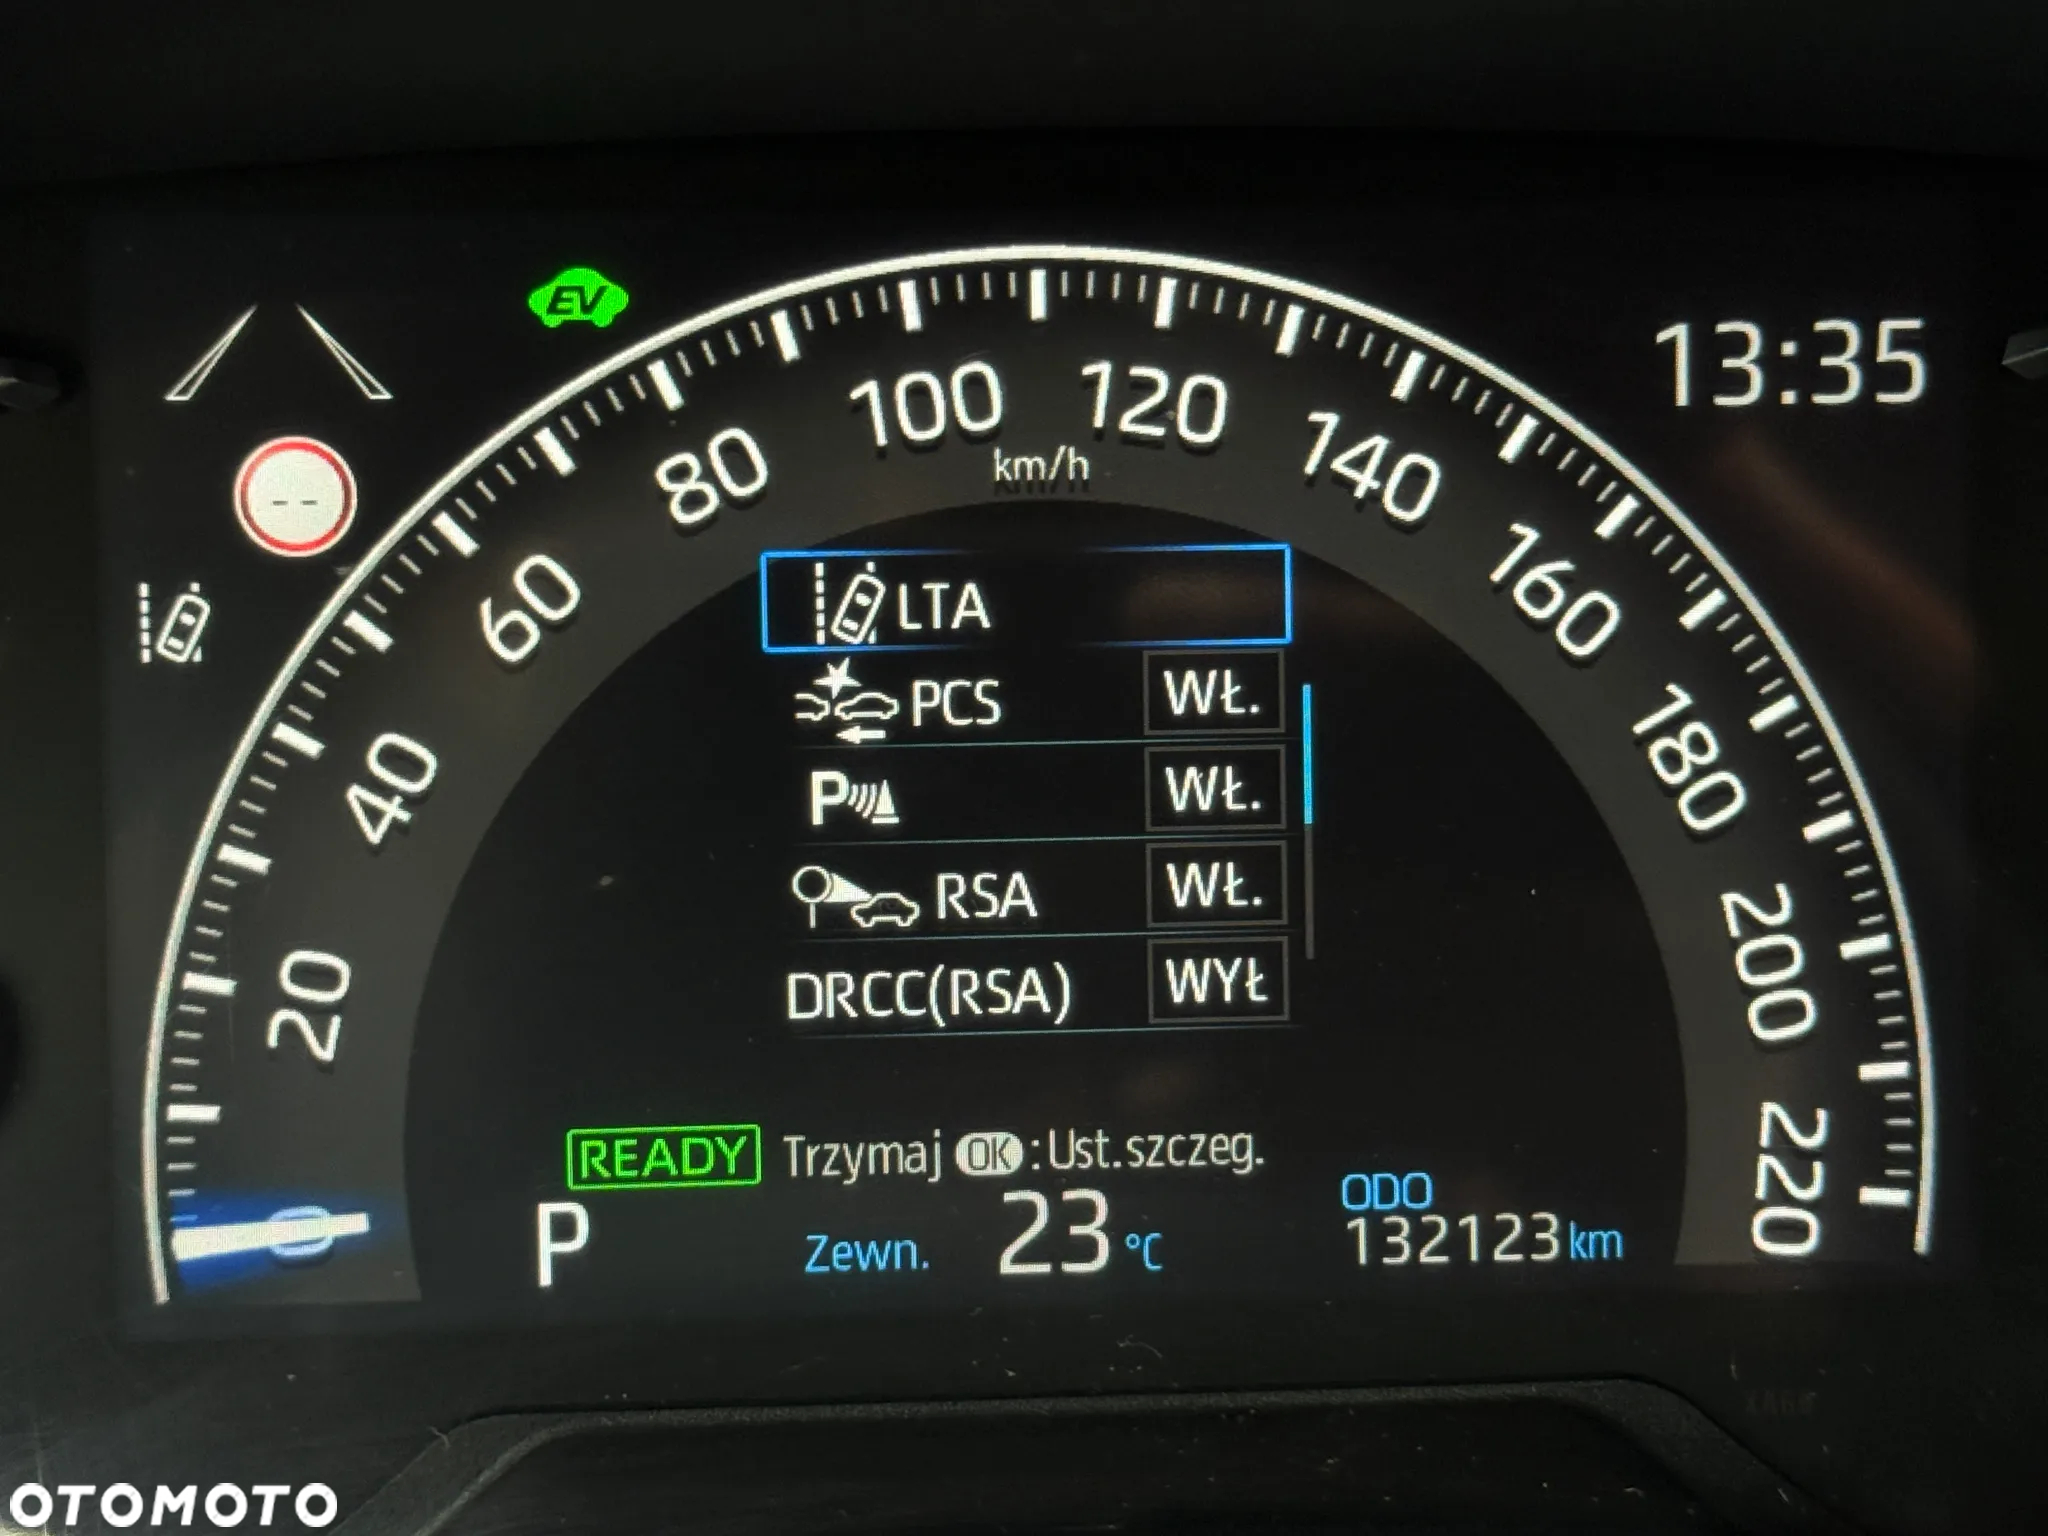 EV
13:35
100
120
80
140
km/h
60
160
LTA
PCS WŁ.
40
180
P WŁ.
RSA WŁ.
20
200
DRCC(RSA) WYŁ
READY Trzymaj OK :Ust.szczeg.
220
0
P
Zewn. 23 °C
ODO
132123 km
OTOMOTO